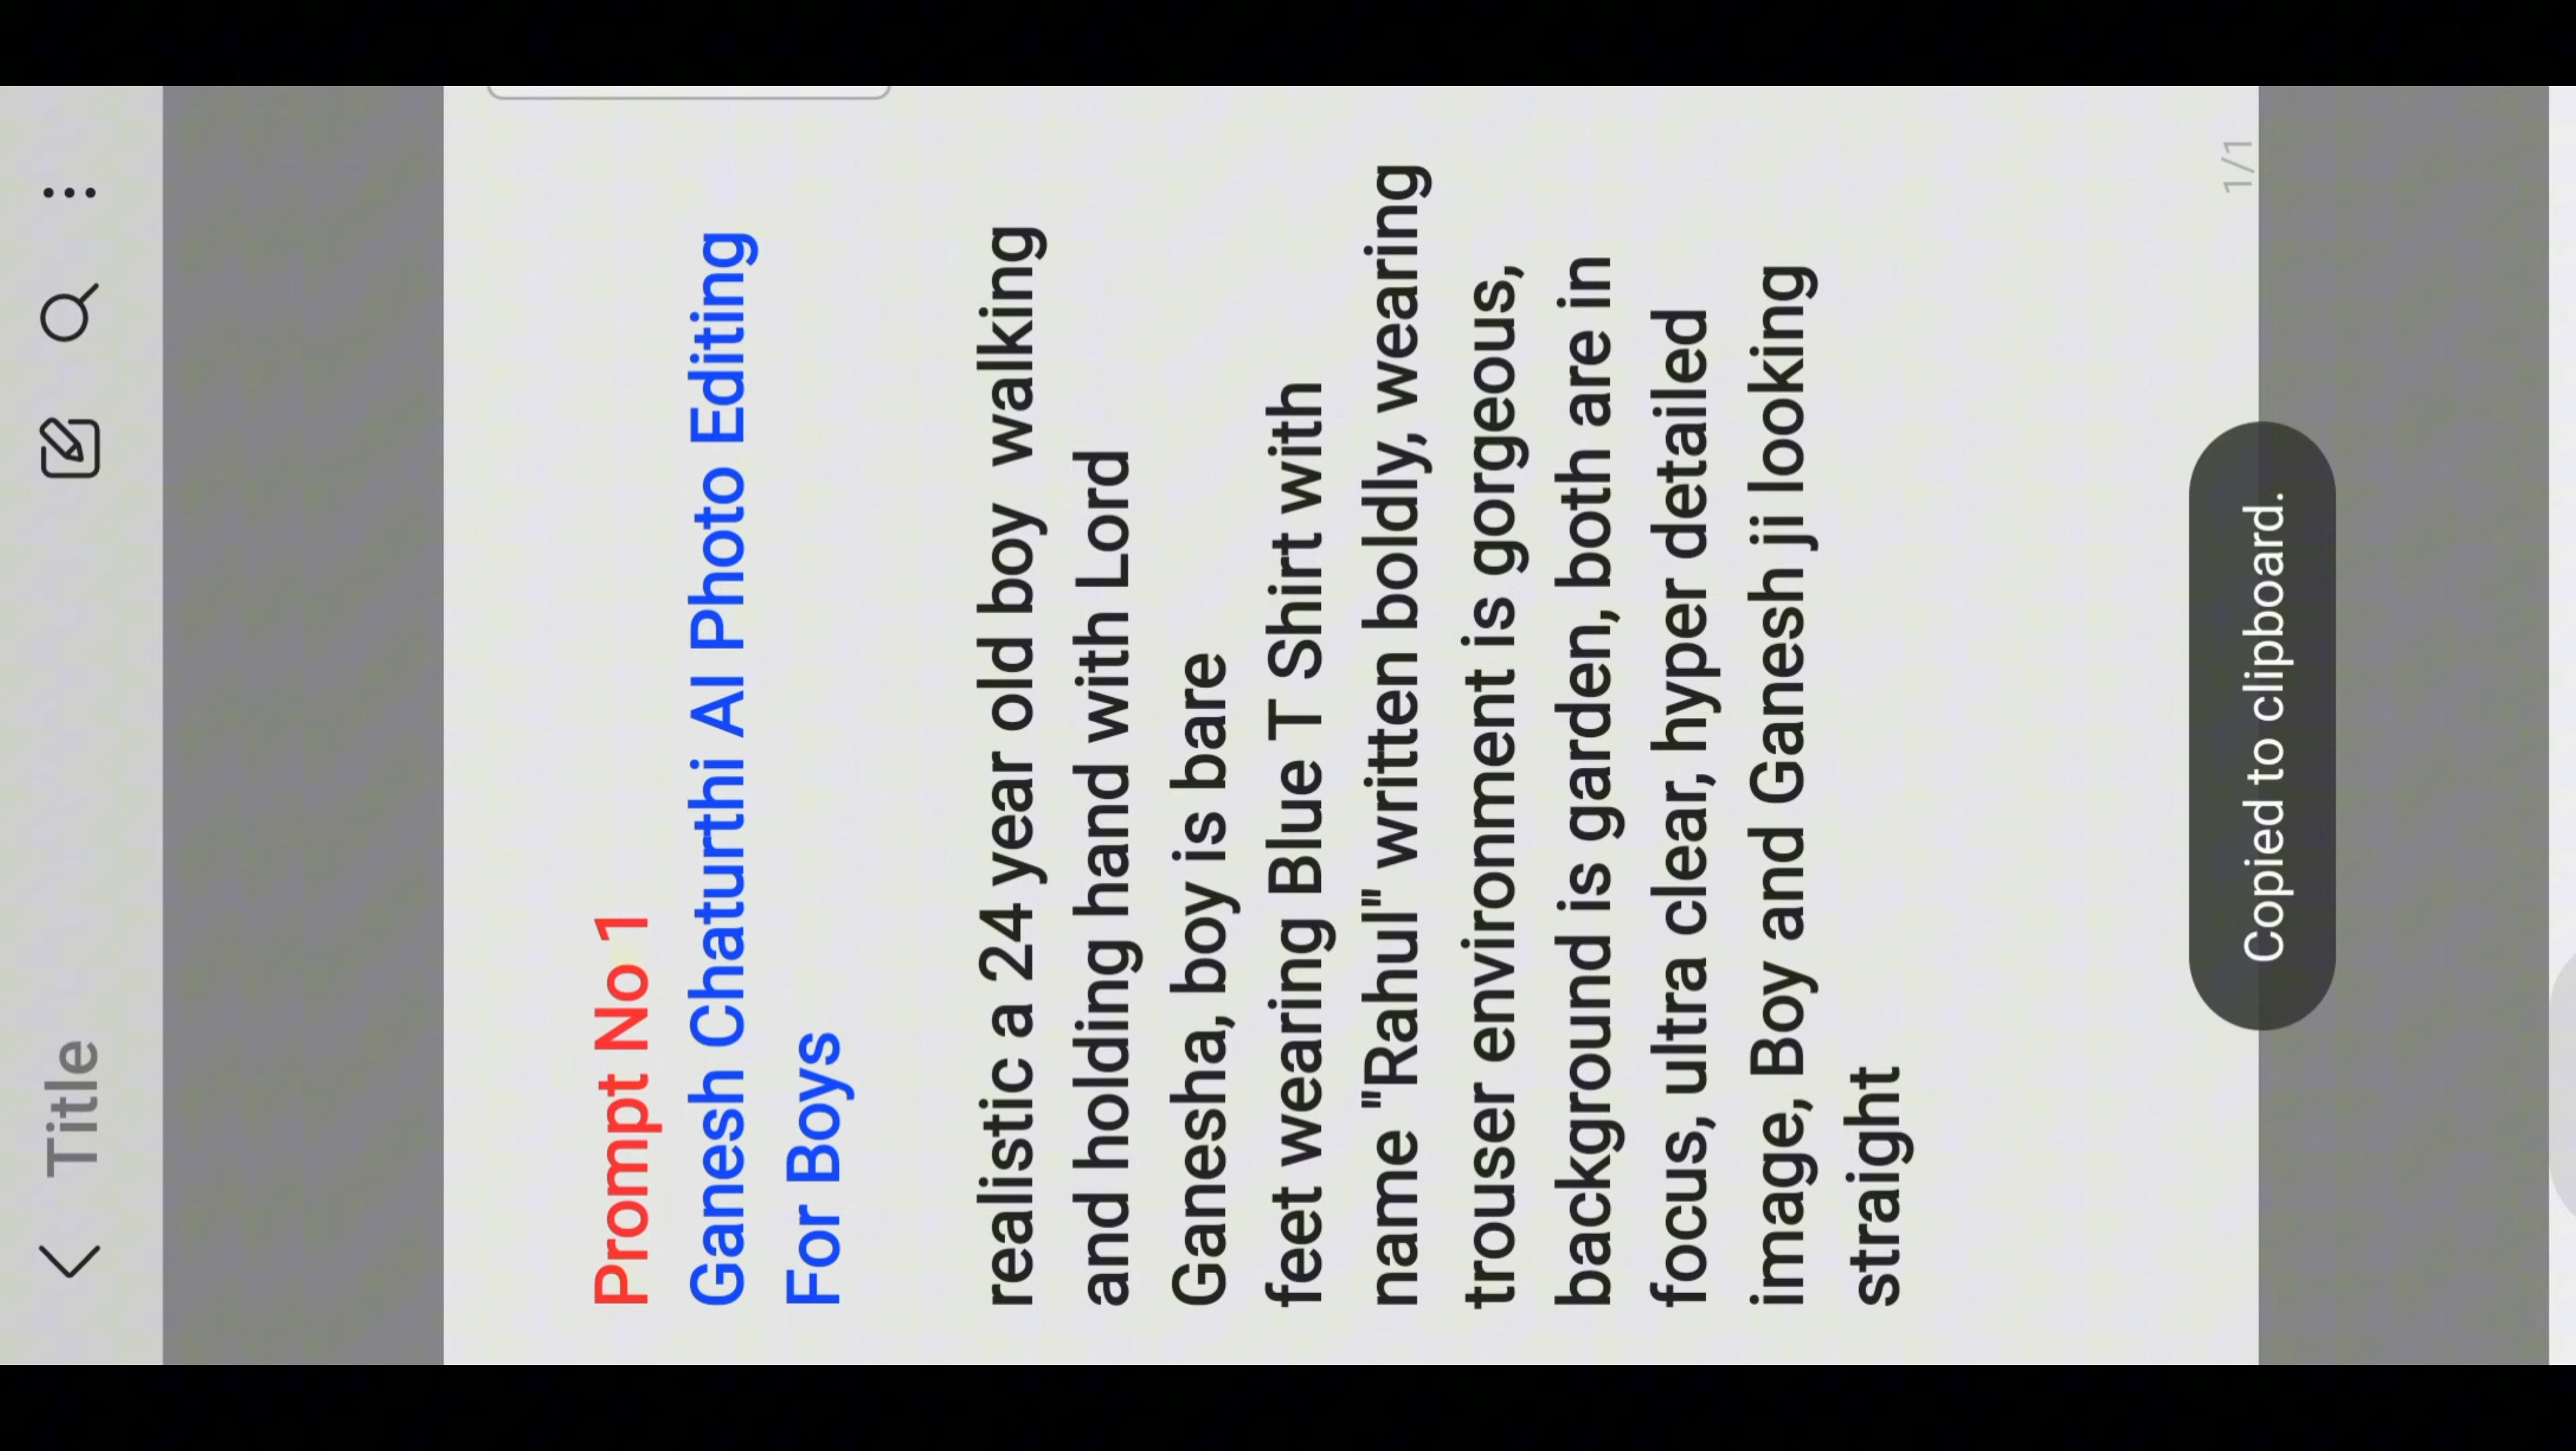 Title
Prompt No 1
Ganesh Chaturthi AI Photo Editing
For Boys
realistic a 24 year old boy  walking
and holding hand with Lord
Ganesha, boy is bare
feet wearing Blue T Shirt with
name "Rahul" written boldly, wearing
trouser environment is gorgeous,
background is garden, both are in
focus, ultra clear, hyper detailed
image, Boy and Ganesh ji looking
straight
1/1
Copied to clipboard.